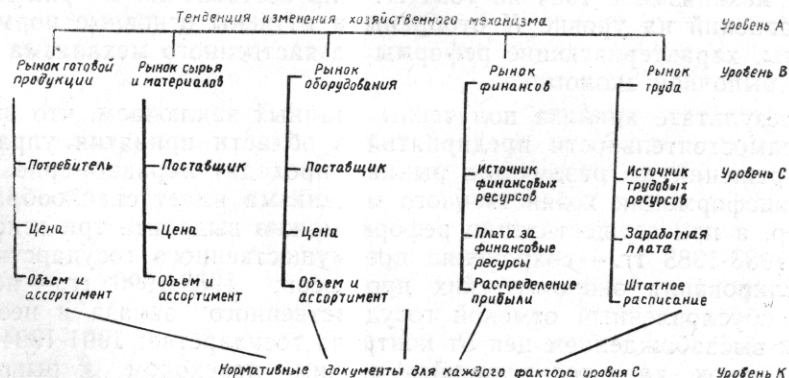 Тенденция изменения хозяйственного механизма Уровень А
Рынок готовой продукции
Рынок сырья и материалов
Рынок оборудования
Рынок финансов
Рынок труда
Уровень В
Потребитель
Поставщик
Поставщик
Источник финансовых ресурсов
Источник трудовых ресурсов
Уровень С
Цена
Цена
Цена
Плата за финансовые ресурсы
Заработная плата
Объем и ассортимент
Объем и ассортимент
Объем и ассортимент
Распределение прибыли
Штатное расписание
Нормативные документы для каждого фактора уровня С Уровень К